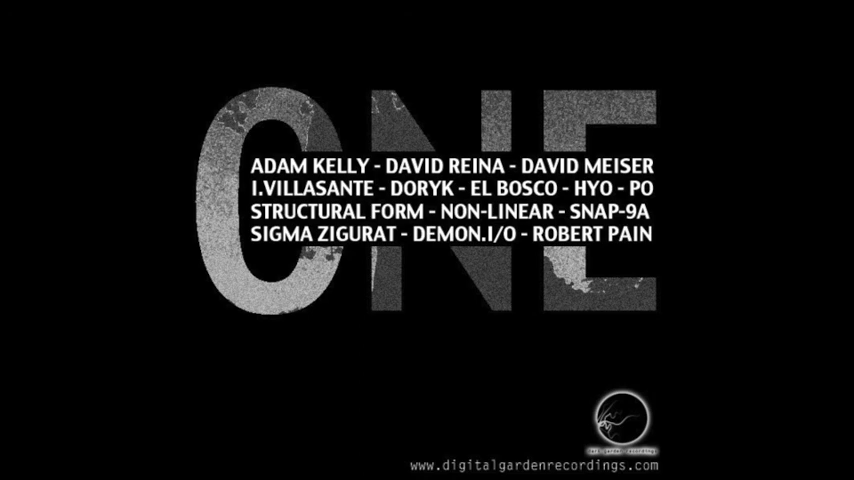 ONE
ADAM KELLY - DAVID REINA - DAVID MEISER
I.VILLASANTE - DORYK - EL BOSCO - HYO - PO
STRUCTURAL FORM - NON-LINEAR - SNAP-9A
SIGMA ZIGURAT - DEMON.I/O - ROBERT PAIN
www.digitalgardenrecordings.com